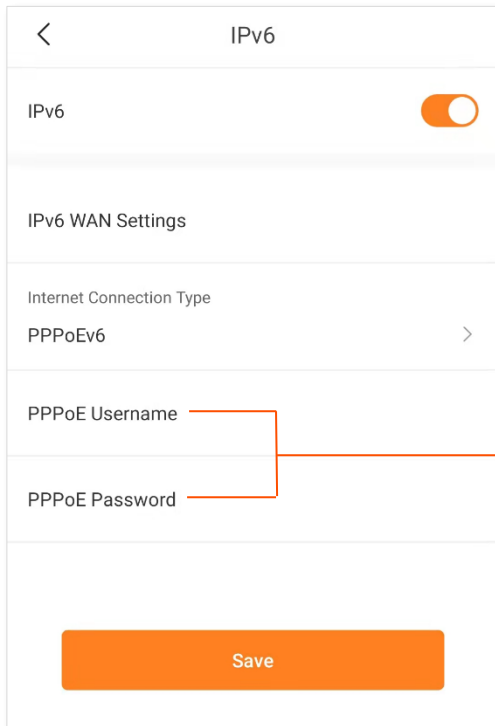 IPv6
IPv6
IPv6 WAN Settings
Internet Connection Type
PPPoEv6
PPPoE Username
PPPoE Password
Save